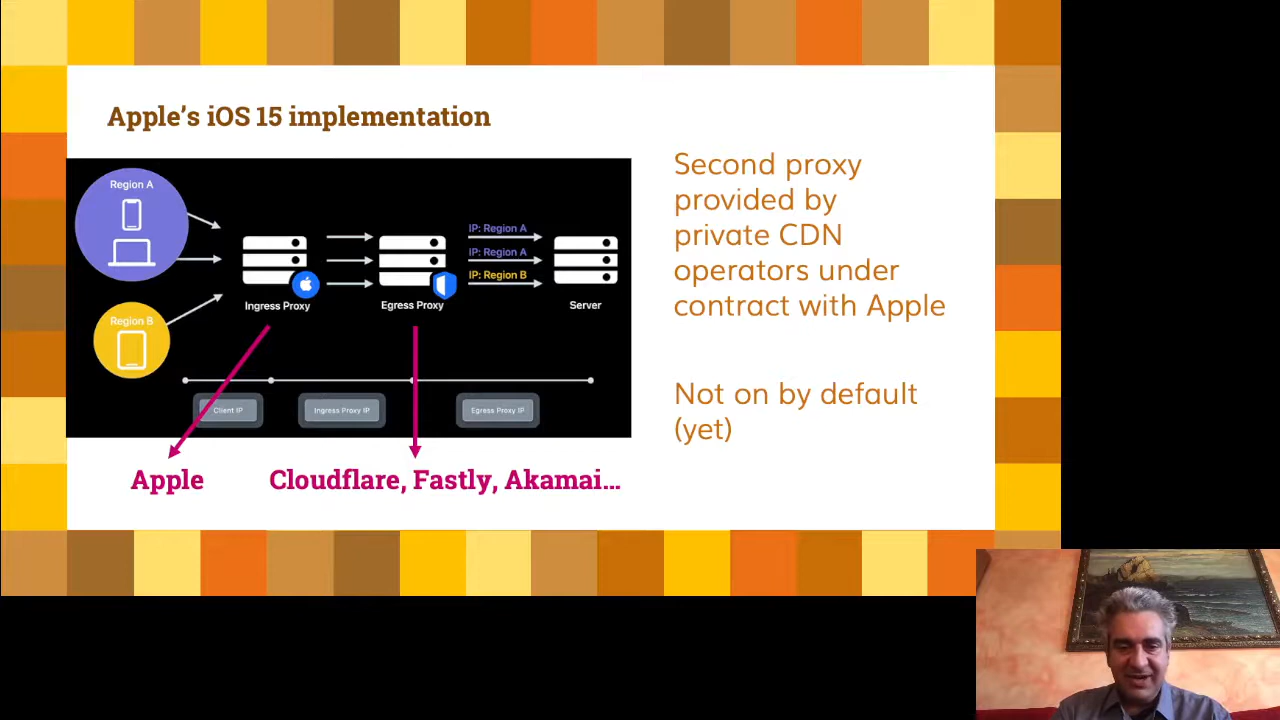 Apple's iOS 15 implementation
Region A
Region B
Ingress Proxy
Egress Proxy
IP: Region A
IP: Region A
IP: Region B
Server
Client IP
Ingress Proxy IP
Egress Proxy IP
Apple
Cloudflare, Fastly, Akamai...
Second proxy
provided by
private CDN
operators under
contract with Apple
Not on by default
(yet)